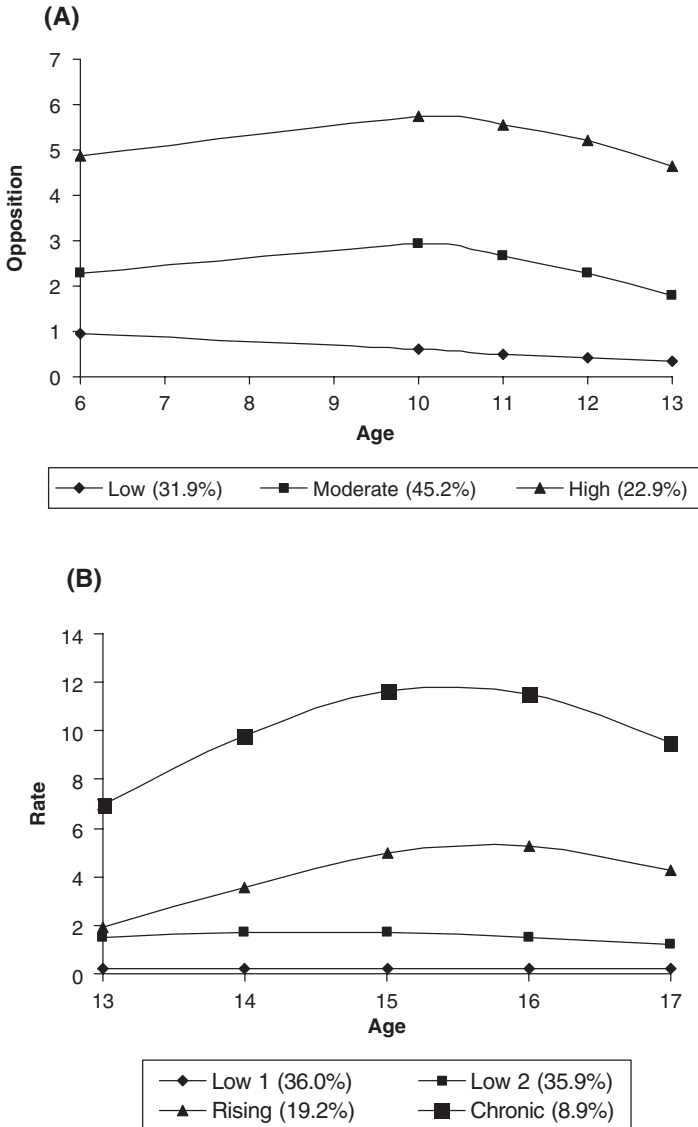 (A)
7
6
5
4
3
2
1
0
Opposition
6 7 8 9 10 11 12 13
Age
Low (31.9%) Moderate (45.2%) High (22.9%)
(B)
14
12
10
8
6
4
2
0
Rate
13 14 15 16 17
Age
Low 1 (36.0%) Low 2 (35.9%)
Rising (19.2%) Chronic (8.9%)